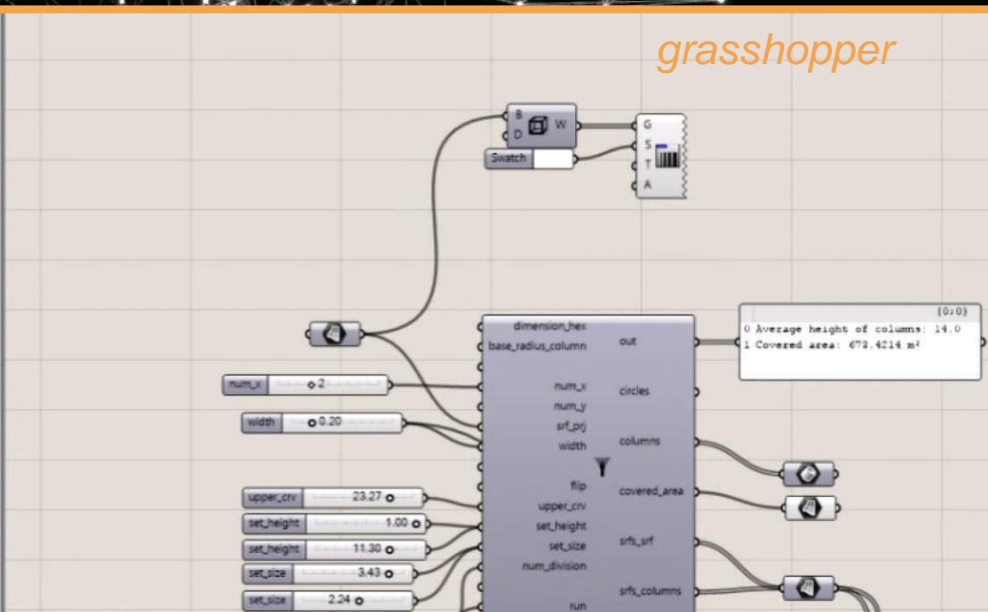 grasshopper
B
D
W
Swatch
G
S
T
A
{0;0}
0 Average height of columns: 14.0
1 Covered area: 673.4214 m²
dimension_hex
base_radius_column
num_x
num_y
srf_prj
width
flip
upper_crv
set_height
set_size
num_division
run
out
circles
columns
covered_area
srfs_srf
srfs_columns
num_x 2
width 0.20
upper_crv 23.27
set_height 1.00
set_height 11.30
set_size 3.43
set_size 2.24